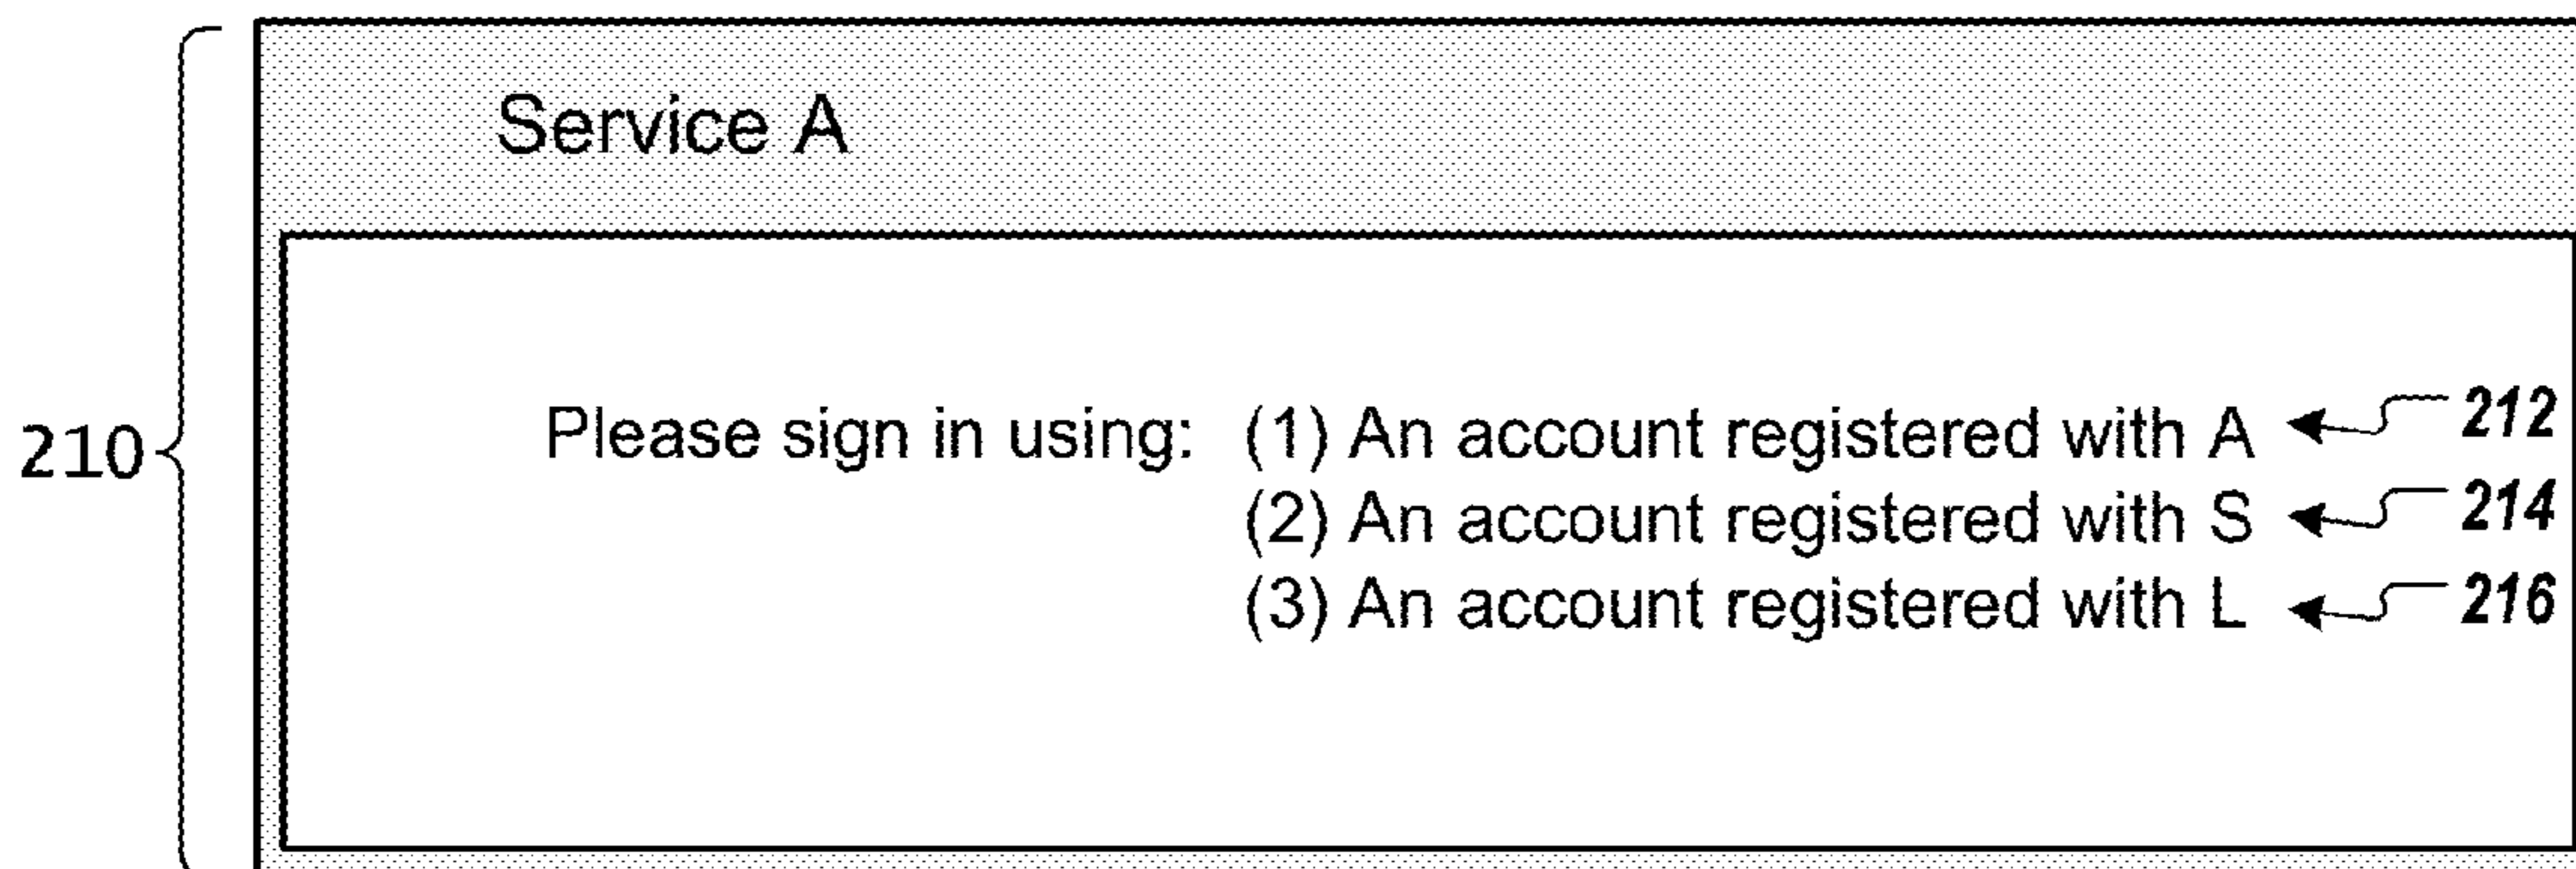 Service A
210
Please sign in using: (1) An account registered with A 212
(2) An account registered with S 214
(3) An account registered with L 216